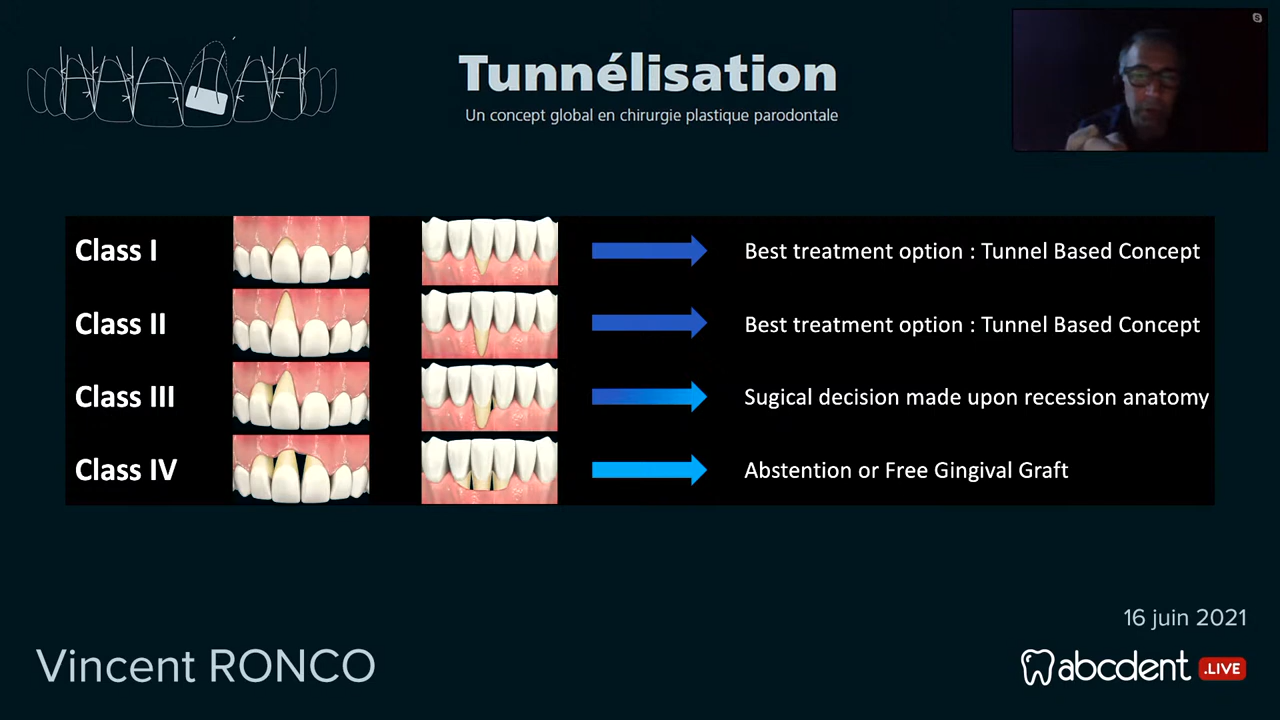 Tunnélisation
Un concept global en chirurgie plastique parodontale
Class I
Best treatment option : Tunnel Based Concept
Class II
Best treatment option : Tunnel Based Concept
Class III
Sugical decision made upon recession anatomy
Class IV
Abstention or Free Gingival Graft
16 juin 2021
Vincent RONCO
abcdent .LIVE